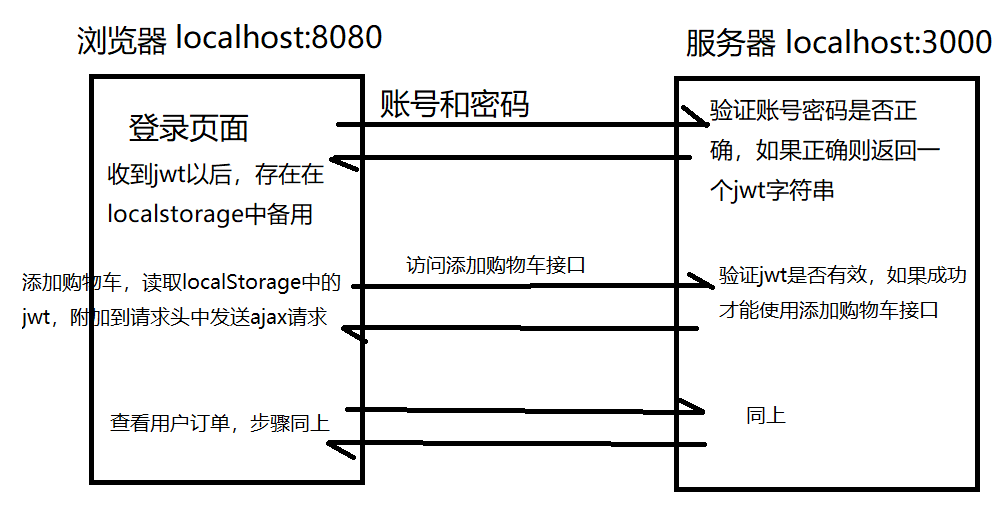 浏览器 localhost:8080
服务器 localhost:3000
登录页面
收到jwt以后，存在在
localstorage中备用
账号和密码
验证账号密码是否正
确，如果正确则返回一
个jwt字符串
添加购物车，读取localStorage中的
jwt，附加到请求头中发送ajax请求
访问添加购物车接口
验证jwt是否有效，如果成功
才能使用添加购物车接口
查看用户订单，步骤同上
同上